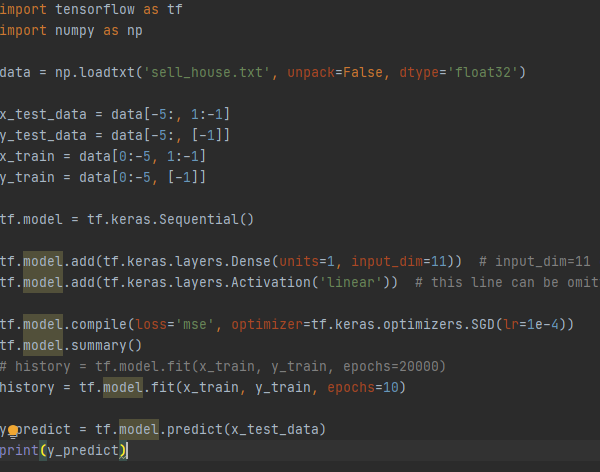 import tensorflow as tf
import numpy as np
data = np.loadtxt('sell_house.txt', unpack=False, dtype='float32')
x_test_data = data[-5:, 1:-1]
y_test_data = data[-5:, [-1]]
x_train = data[0:-5, 1:-1]
y_train = data[0:-5, [-1]]
tf.model = tf.keras.Sequential()
tf.model.add(tf.keras.layers.Dense(units=1, input_dim=11))  # input_dim=11
tf.model.add(tf.keras.layers.Activation('linear'))  # this line can be omit
tf.model.compile(loss='mse', optimizer=tf.keras.optimizers.SGD(lr=1e-4))
tf.model.summary()
# history = tf.model.fit(x_train, y_train, epochs=20000)
history = tf.model.fit(x_train, y_train, epochs=10)
y_predict = tf.model.predict(x_test_data)
print(y_predict)